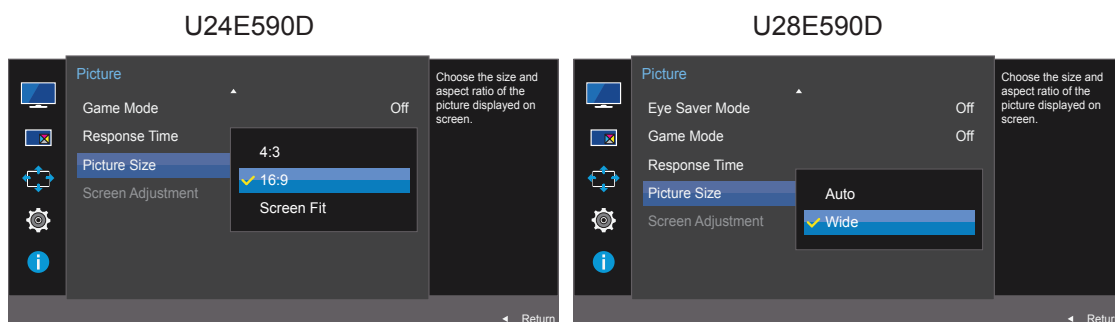 U24E590D
Picture
Game Mode Off
Response Time
Picture Size
Screen Adjustment
4:3
16:9
Screen Fit
Choose the size and
aspect ratio of the
picture displayed on
screen.
Return
U28E590D
Picture
Eye Saver Mode Off
Game Mode Off
Response Time
Picture Size
Screen Adjustment
Auto
Wide
Choose the size and
aspect ratio of the
picture displayed on
screen.
Return